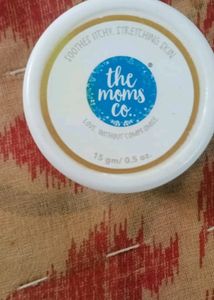 SOOTHES ITCHY, STRETCHING SKIN
the
moms
co.
LOVE WITHOUT COMPROMISE
15 gm/ 0.5 oz.